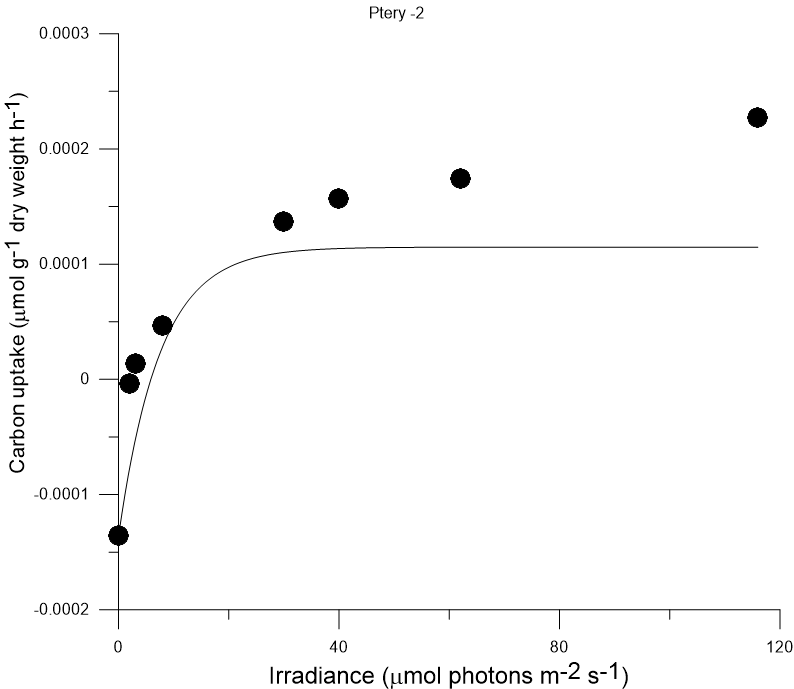 Ptery -2
0.0003
0.0002
0.0001
0
-0.0001
-0.0002
Carbon uptake (μmol g-1 dry weight h-1)
0 40 80 120
Irradiance (μmol photons m-2 s-1)